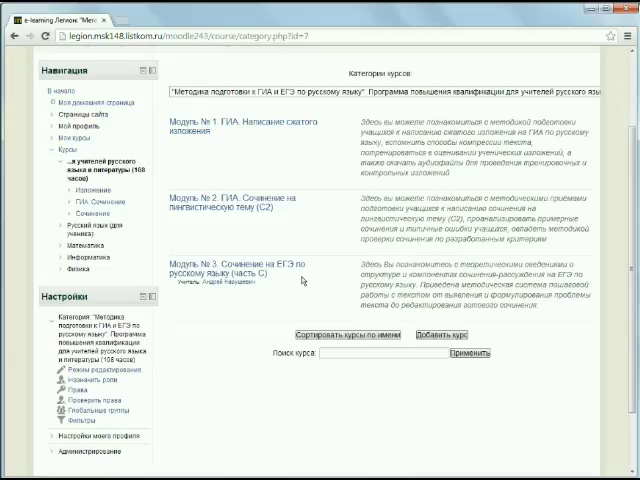 e-learning Легион: "Мето
legion.msk148.listkom.ru/moodle243/course/category.php?id=7
Навигация
В начало
Моя домашняя страница
Страницы сайта
Мой профиль
Мои курсы
Курсы
...я учителей русского
языка и литературы (108
часов)
Изложение
ГИА. Сочинение
Сочинение
Русский язык (для
ученика)
Математика
Информатика
Физика
Настройки
Категория: "Методика
подготовки к ГИА и ЕГЭ по
русскому языку". Программа
повышения квалификации
для учителей русского языка
и литературы (108 часов)
Режим редактирования
Назначить роли
Права
Проверить права
Глобальные группы
Фильтры
Настройки моего профиля
Администрирование
Категории курсов:
"Методика подготовки к ГИА и ЕГЭ по русскому языку". Программа повышения квалификации для учителей русского язы
Модуль № 1. ГИА. Написание сжатого
изложения
Здесь вы можете познакомиться с методикой подготовки
учащихся к написанию сжатого изложения на ГИА по русскому
языку, вспомнить способы компрессии текста,
потренироваться в оценивании ученических изложений, а
также скачать аудиофайлы для проведения тренировочных и
контрольных изложений
Модуль № 2. ГИА. Сочинение на
лингвистическую тему (С2)
Здесь вы можете познакомиться с методическими приёмами
подготовки учащихся к написанию сочинения на
лингвистическую тему (С2), проанализировать примерные
сочинения и типичные ошибки учащихся, овладеть методикой
проверки сочинения по разработанным критериям
Модуль № 3. Сочинение на ЕГЭ по
русскому языку (часть С)
Учитель: Андрей Нарушевич
Здесь Вы познакомитесь с теоретическими сведениями о
структуре и компонентах сочинения-рассуждения на ЕГЭ по
русскому языку. Приведена методическая система пошаговой
работы с текстом от выявления и формулирования проблемы
текста до редактирования готового сочинения.
Сортировать курсы по имени Добавить курс
Поиск курса: Применить